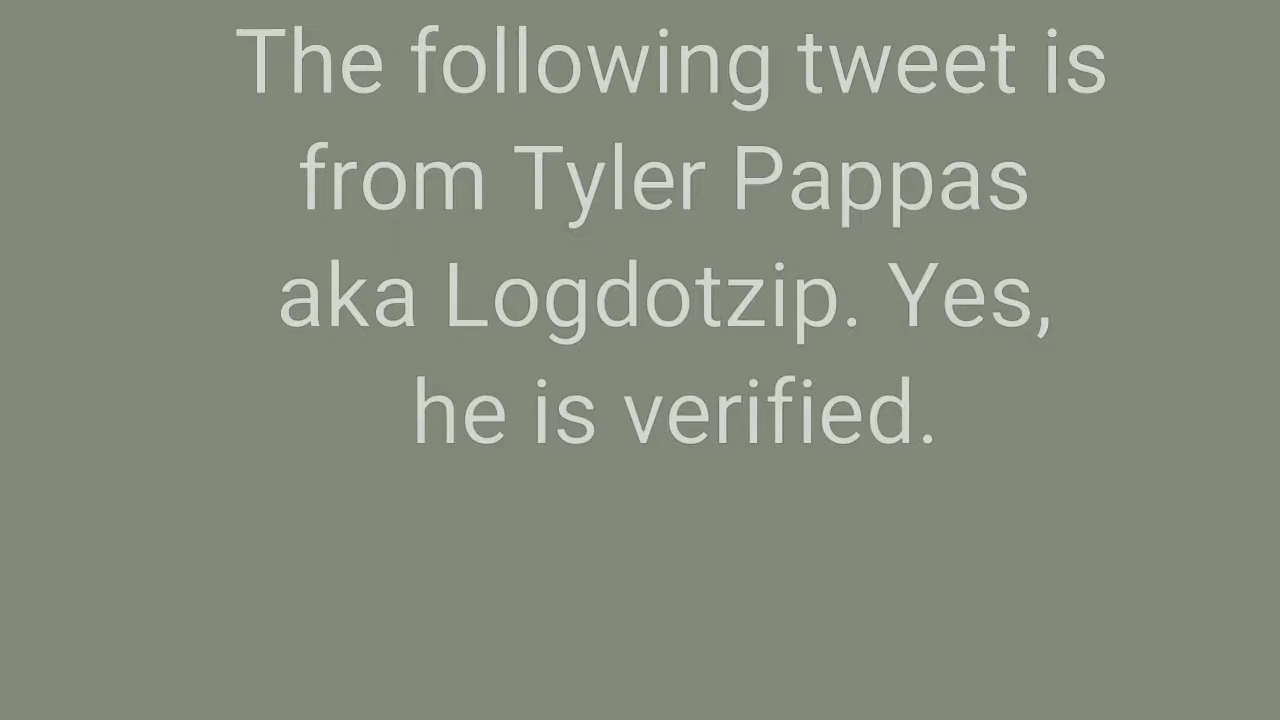 The following tweet is
from Tyler Pappas
aka Logdotzip. Yes,
he is verified.